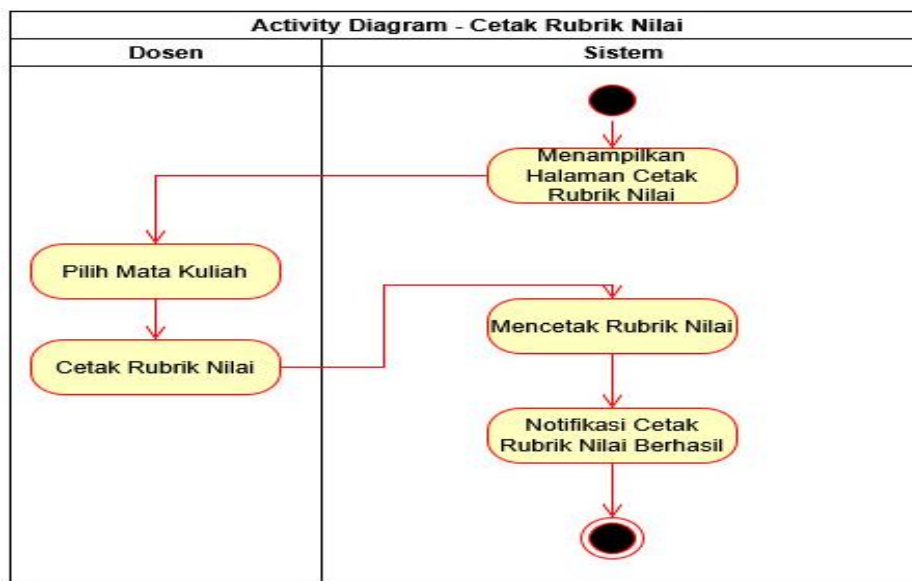 Activity Diagram - Cetak Rubrik Nilai
Dosen
Sistem
Menampilkan
Halaman Cetak
Rubrik Nilai
Pilih Mata Kuliah
Cetak Rubrik Nilai
Mencetak Rubrik Nilai
Notifikasi Cetak
Rubrik Nilai Berhasil